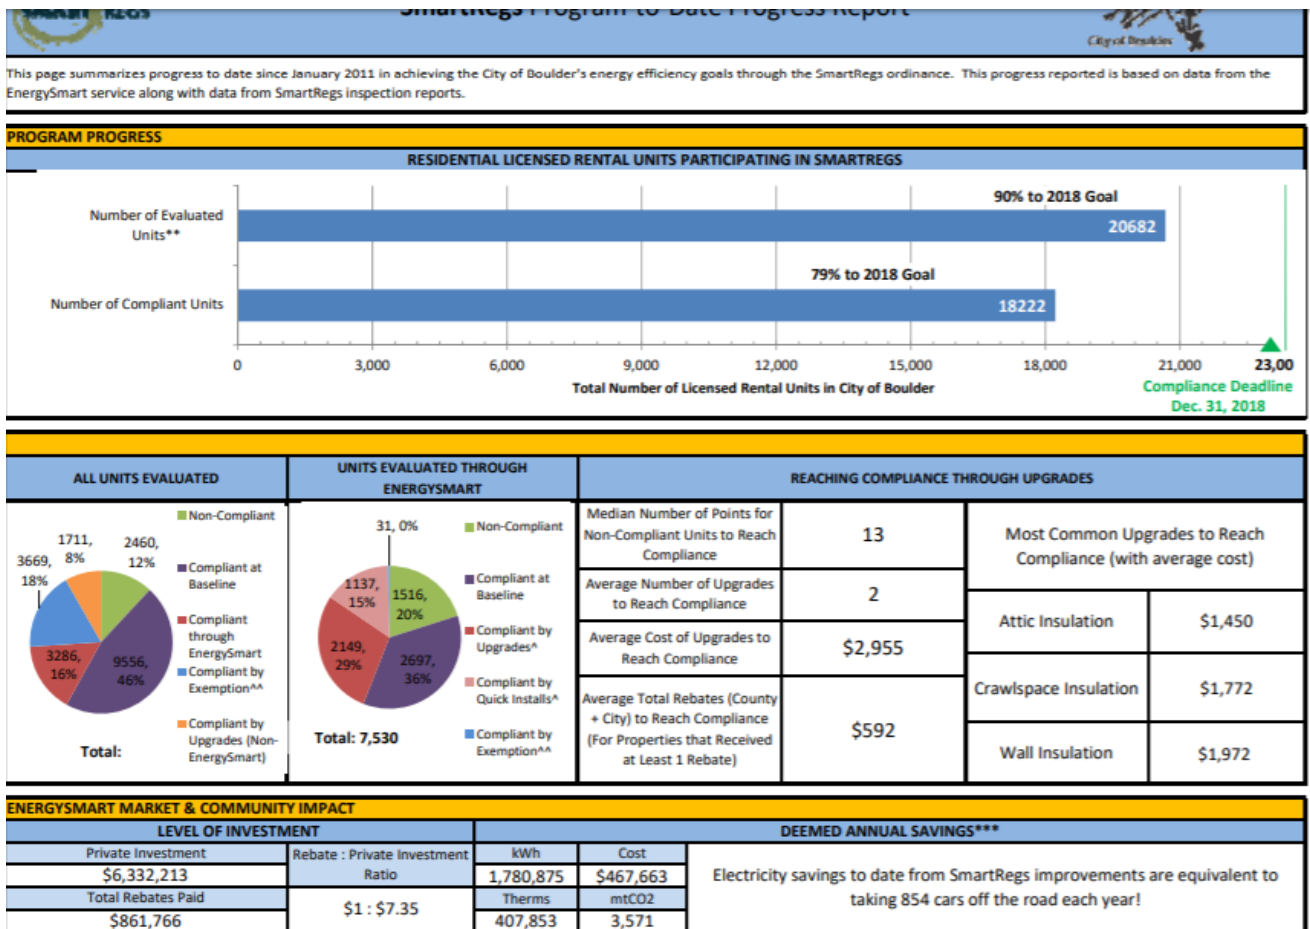 SmartRegs Program-to-Date Progress Report
City of Boulder
This page summarizes progress to date since January 2011 in achieving the City of Boulder's energy efficiency goals through the SmartRegs ordinance.  This progress reported is based on data from the
EnergySmart service along with data from SmartRegs inspection reports.
PROGRAM PROGRESS
RESIDENTIAL LICENSED RENTAL UNITS PARTICIPATING IN SMARTREGS
90% to 2018 Goal
Number of Evaluated
Units**
20682
79% to 2018 Goal
Number of Compliant Units
18222
0 3,000 6,000 9,000 12,000 15,000 18,000 21,000 23,00
Total Number of Licensed Rental Units in City of Boulder
Compliance Deadline
Dec. 31, 2018
ALL UNITS EVALUATED
1711,
8%
2460,
12%
3669,
18%
3286,
16%
9556,
46%
Non-Compliant
Compliant at
Baseline
Compliant
through
EnergySmart
Compliant by
Exemption^^
Compliant by
Upgrades (Non-
EnergySmart)
Total:
UNITS EVALUATED THROUGH
ENERGYSMART
31, 0%
1137,
15%
1516,
20%
2149,
29%
2697,
36%
Non-Compliant
Compliant at
Baseline
Compliant by
Upgrades^
Compliant by
Quick Installs^
Compliant by
Exemption^^
Total: 7,530
REACHING COMPLIANCE THROUGH UPGRADES
Median Number of Points for
Non-Compliant Units to Reach
Compliance
13
Average Number of Upgrades
to Reach Compliance
2
Average Cost of Upgrades to
Reach Compliance
$2,955
Average Total Rebates (County
+ City) to Reach Compliance
(For Properties that Received
at Least 1 Rebate)
$592
Most Common Upgrades to Reach
Compliance (with average cost)
Attic Insulation $1,450
Crawlspace Insulation $1,772
Wall Insulation $1,972
ENERGYSMART MARKET & COMMUNITY IMPACT
LEVEL OF INVESTMENT
Private Investment
$6,332,213
Total Rebates Paid
$861,766
Rebate : Private Investment
Ratio
$1 : $7.35
DEEMED ANNUAL SAVINGS***
kWh Cost
1,780,875 $467,663
Therms mtCO2
407,853 3,571
Electricity savings to date from SmartRegs improvements are equivalent to
taking 854 cars off the road each year!